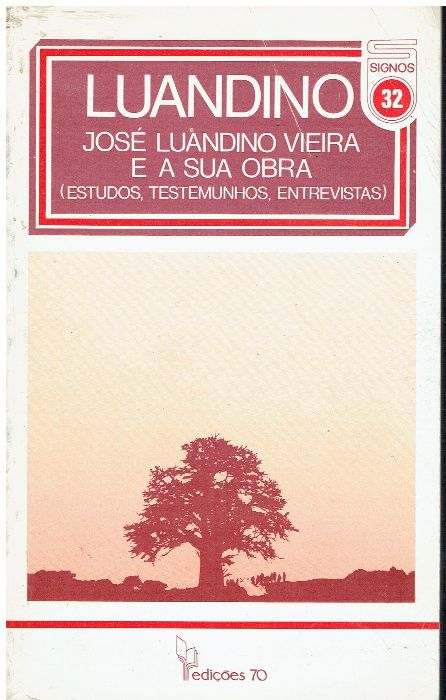 SIGNOS
32
LUANDINO
JOSÉ LUANDINO VIEIRA
E A SUA OBRA
(ESTUDOS, TESTEMUNHOS, ENTREVISTAS)
edições 70